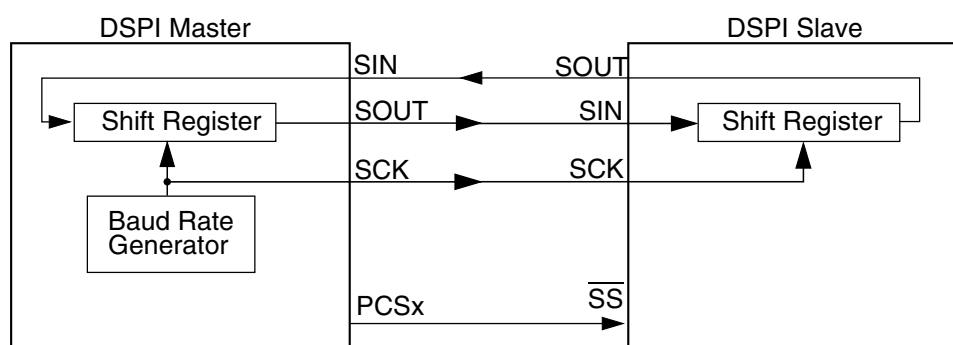 DSPI Master
DSPI Slave
SIN
SOUT
Shift Register
SOUT
SIN
Shift Register
SCK
SCK
Baud Rate
Generator
PCSx
SS